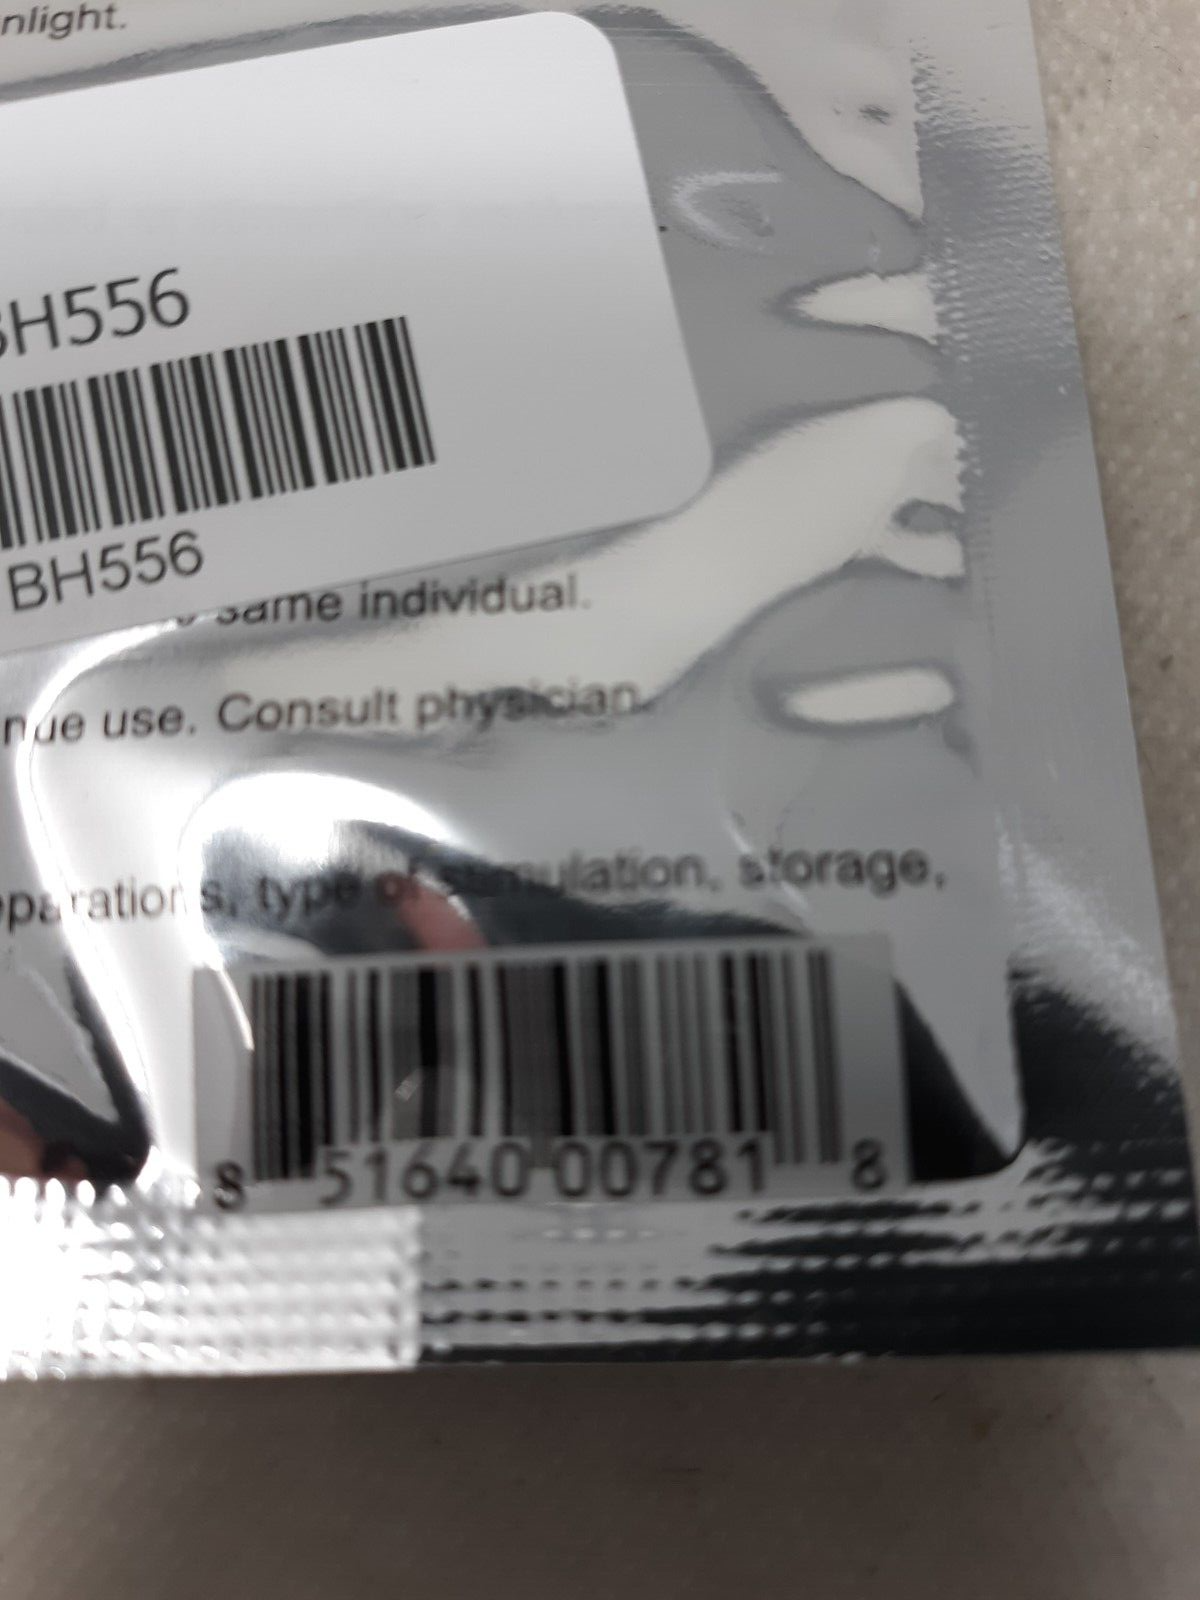 nlight.
BH556
BH556
same individual.
nue use. Consult physician.
eparations, type of stimulation, storage,
8 51640 00781 8